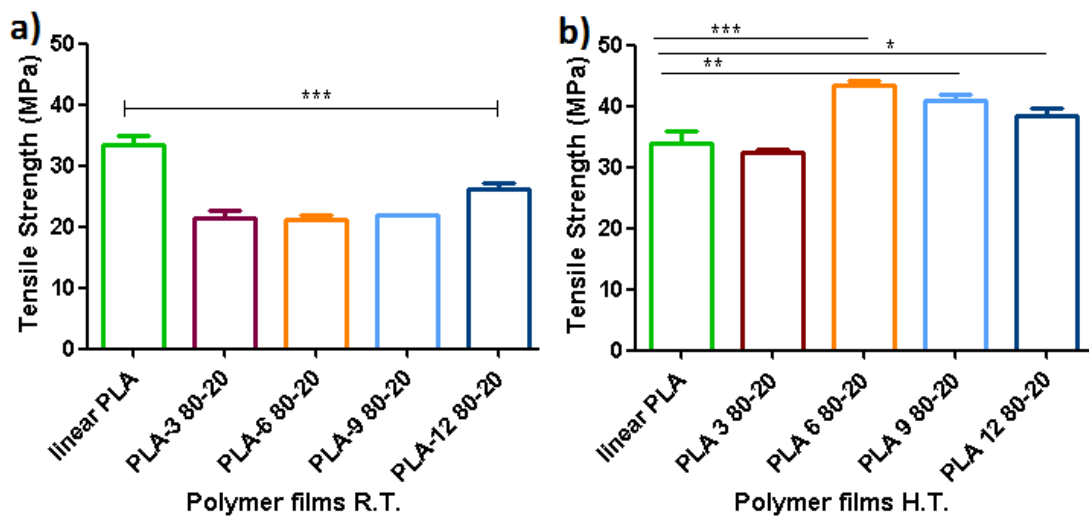 a)
Tensile Strength (MPa)
50
40
30
20
10
0
***
linear PLA
PLA-3 80-20
PLA-6 80-20
PLA-9 80-20
PLA-12 80-20
Polymer films R.T.
b)
Tensile Strength (MPa)
50
40
30
20
10
0
***
*
**
linear PLA
PLA 3 80-20
PLA 6 80-20
PLA 9 80-20
PLA 12 80-20
Polymer films H.T.